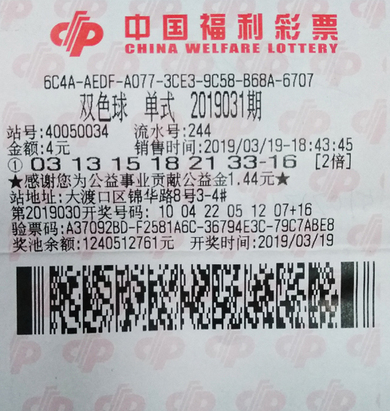 中国福利彩票
CHINA WELFARE LOTTERY
6C4A-AEDF-A077-3CE3-9C58-B68A-6707
双色球 单式 2019031期
站号:40050034 流水号:244
金额:4元 销售时间:2019/03/19-18:43:45
① 03 13 15 18 21 33-16 [2倍]
★感谢您为公益事业贡献公益金1.44元★
站地址:大渡口区锦华路8号3-4#
第2019030开奖号码:10 04 22 05 12 07+16
验票码:A37092BD-F2581A6C-36794E3C-79C7ABE8
奖池余额:1240512761元 开奖时间:2019/03/19